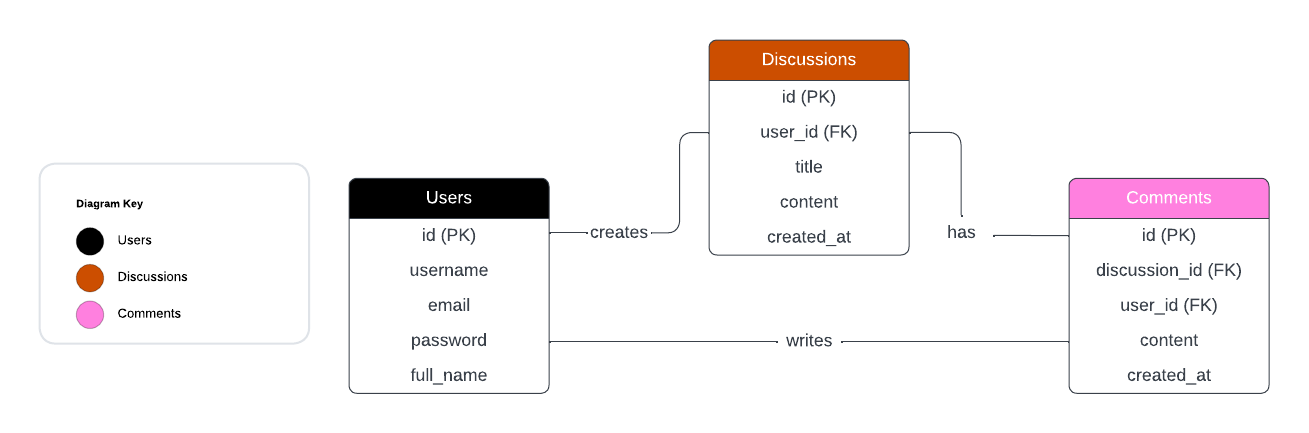 Diagram Key
Users
Discussions
Comments
Users
id (PK)
username
email
password
full_name
creates
Discussions
id (PK)
user_id (FK)
title
content
created_at
has
writes
Comments
id (PK)
discussion_id (FK)
user_id (FK)
content
created_at